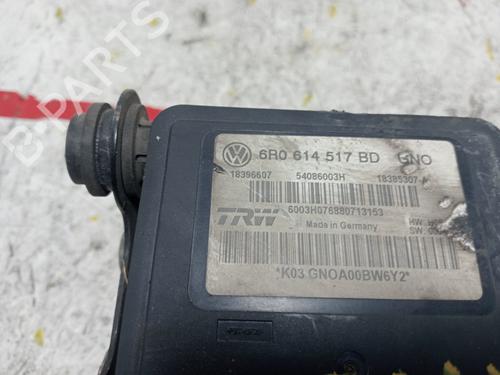 B-PARTS
6R0 614 517 BD GNO
18396607 54086003H 18385307-A
6003H076880713153
TRW Made in Germany
HW
SW
*K03 GNOA00BW6Y2*